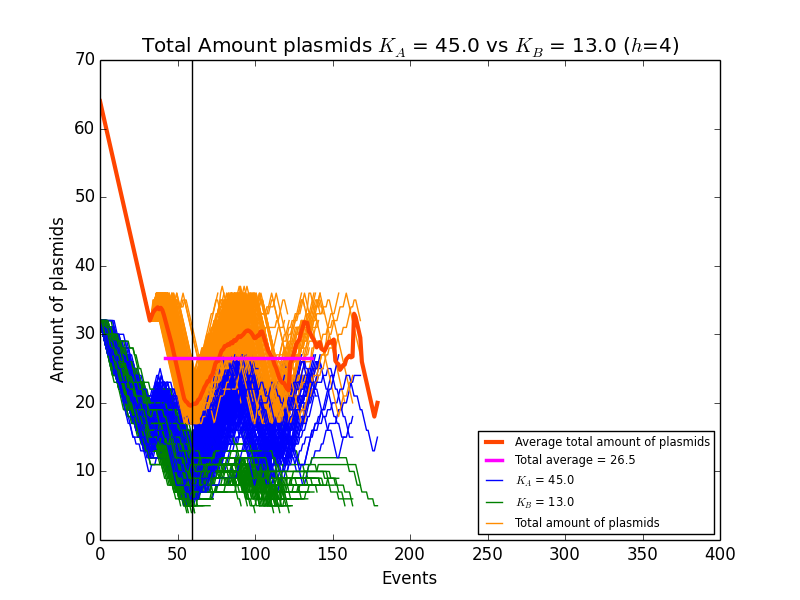 Total Amount plasmids K_A = 45.0 vs K_B = 13.0 (h=4)
70
60
50
40
30
20
10
0
Amount of plasmids
0 50 100 150 200 250 300 350 400
Events
Average total amount of plasmids
Total average = 26.5
K_A = 45.0
K_B = 13.0
Total amount of plasmids